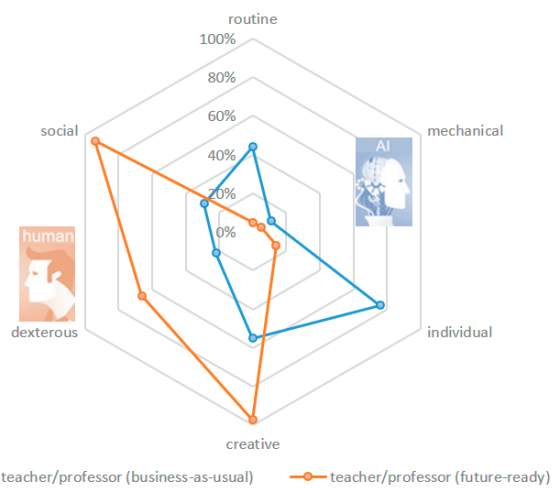 routine
100%
80%
60%
40%
20%
0%
social
mechanical
AI
human
dexterous
individual
creative
teacher/professor (business-as-usual)
teacher/professor (future-ready)